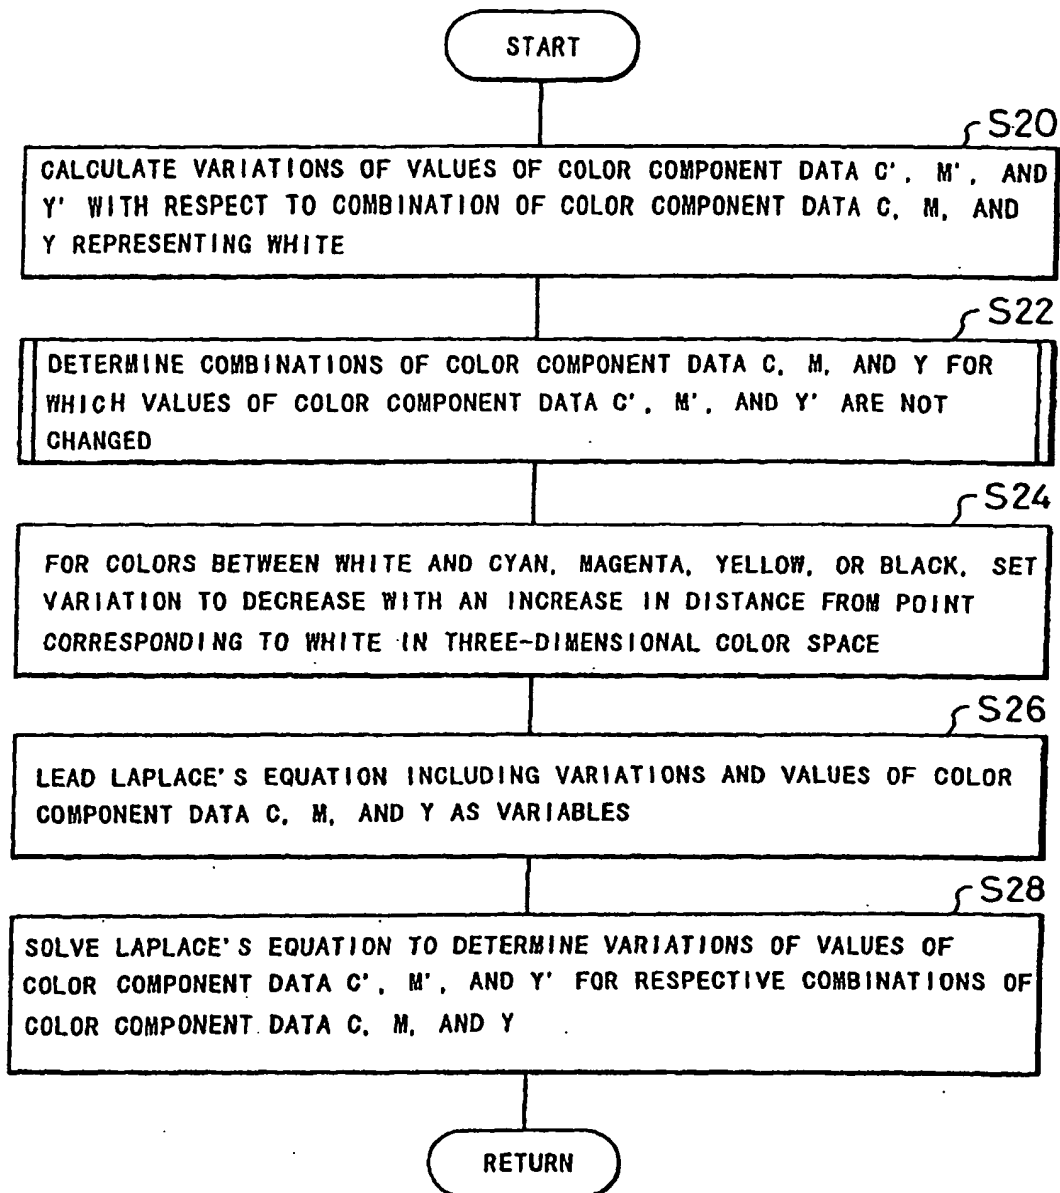 START
S20
CALCULATE VARIATIONS OF VALUES OF COLOR COMPONENT DATA C', M', AND
Y' WITH RESPECT TO COMBINATION OF COLOR COMPONENT DATA C, M, AND
Y REPRESENTING WHITE
S22
DETERMINE COMBINATIONS OF COLOR COMPONENT DATA C, M, AND Y FOR
WHICH VALUES OF COLOR COMPONENT DATA C', M', AND Y' ARE NOT
CHANGED
S24
FOR COLORS BETWEEN WHITE AND CYAN, MAGENTA, YELLOW, OR BLACK, SET
VARIATION TO DECREASE WITH AN INCREASE IN DISTANCE FROM POINT
CORRESPONDING TO WHITE IN THREE-DIMENSIONAL COLOR SPACE
S26
LEAD LAPLACE'S EQUATION INCLUDING VARIATIONS AND VALUES OF COLOR
COMPONENT DATA C, M, AND Y AS VARIABLES
S28
SOLVE LAPLACE'S EQUATION TO DETERMINE VARIATIONS OF VALUES OF
COLOR COMPONENT DATA C', M', AND Y' FOR RESPECTIVE COMBINATIONS OF
COLOR COMPONENT DATA C, M, AND Y
RETURN